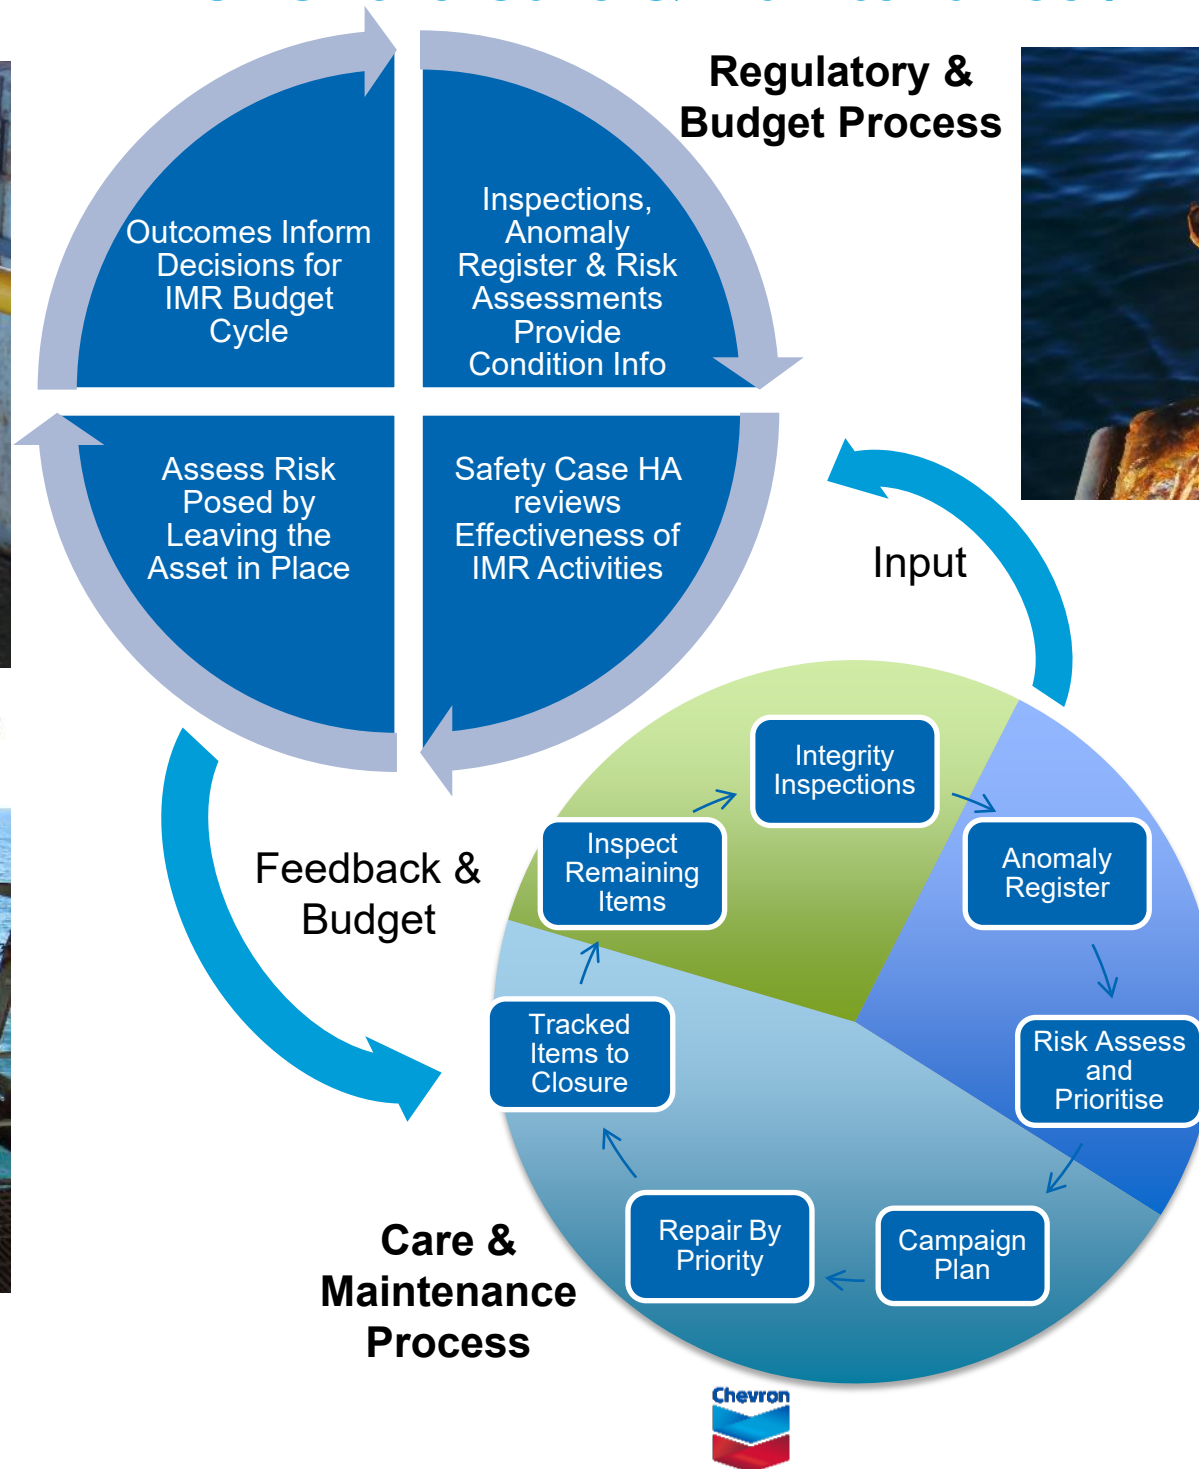 Regulatory &
Budget Process
Outcomes Inform
Decisions for
IMR Budget
Cycle
Inspections,
Anomaly
Register & Risk
Assessments
Provide
Condition Info
Assess Risk
Posed by
Leaving the
Asset in Place
Safety Case HA
reviews
Effectiveness of
IMR Activities
Input
Feedback &
Budget
Integrity
Inspections
Inspect
Remaining
Items
Anomaly
Register
Tracked
Items to
Closure
Risk Assess
and
Prioritise
Repair By
Priority
Campaign
Plan
Care &
Maintenance
Process
Chevron